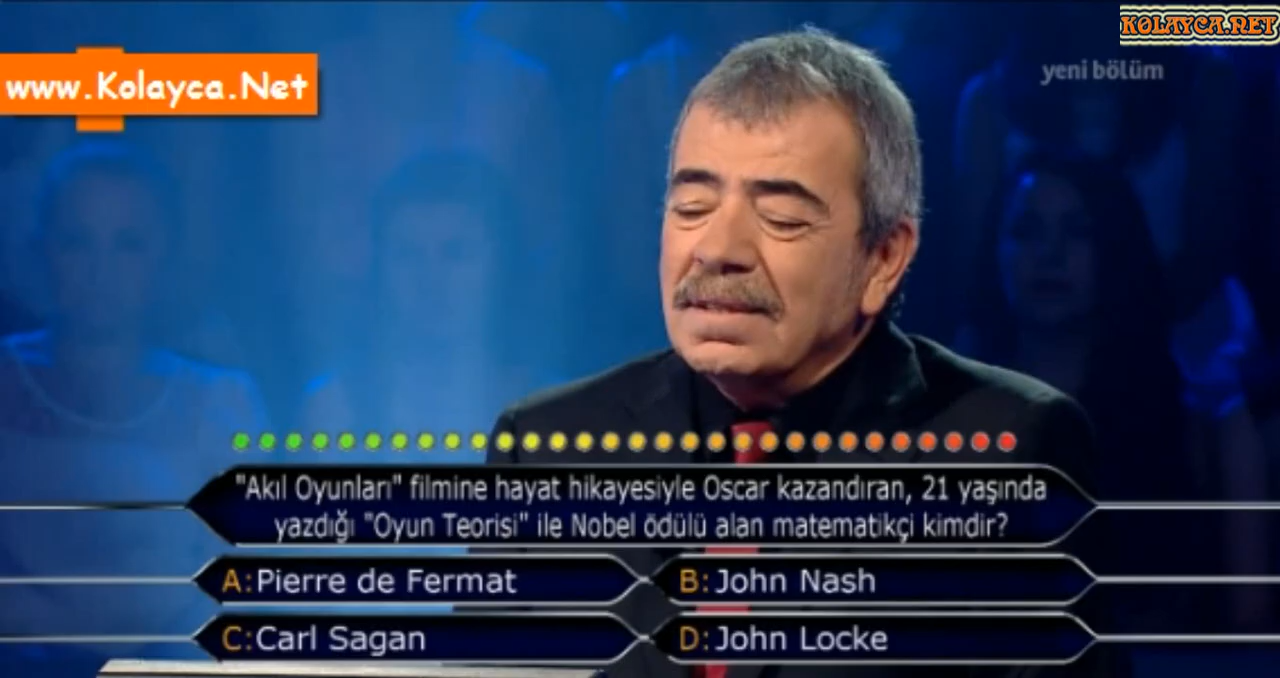 KOLAYCA.NET
www.Kolayca.Net
yeni bölüm
"Akıl Oyunları" filmine hayat hikayesiyle Oscar kazandıran, 21 yaşında
yazdığı "Oyun Teorisi" ile Nobel ödülü alan matematikçi kimdir?
A:Pierre de Fermat
B:John Nash
C:Carl Sagan
D:John Locke